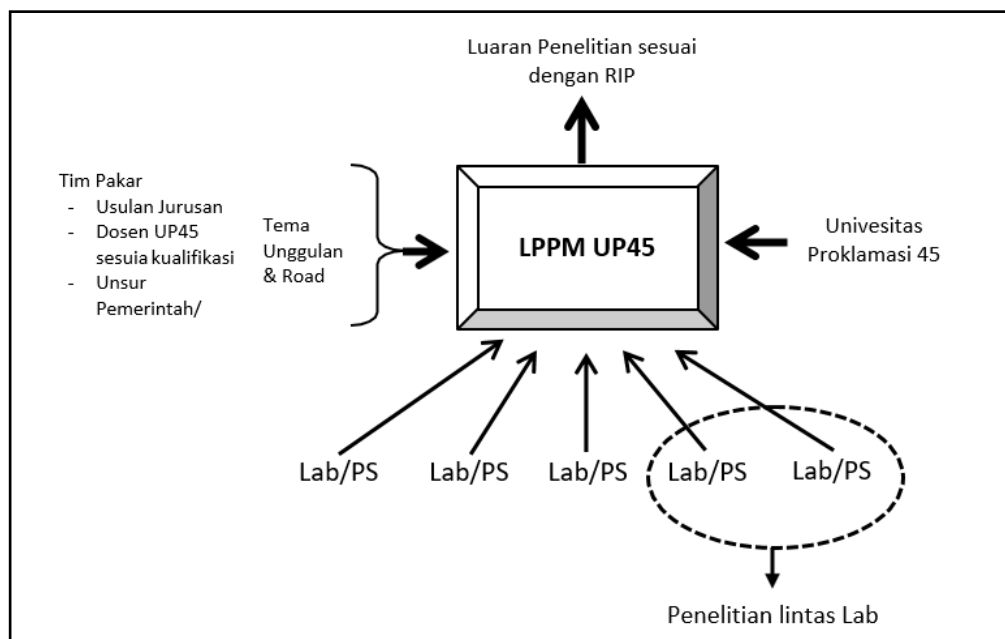 Luaran Penelitian sesuai
dengan RIP
Tim Pakar
- Usulan Jurusan
- Dosen UP45
sesuia kualifikasi
- Unsur
Pemerintah/
Tema
Unggulan
& Road
LPPM UP45
Univesitas
Proklamasi 45
Lab/PS
Lab/PS
Lab/PS
Lab/PS
Lab/PS
Penelitian lintas Lab